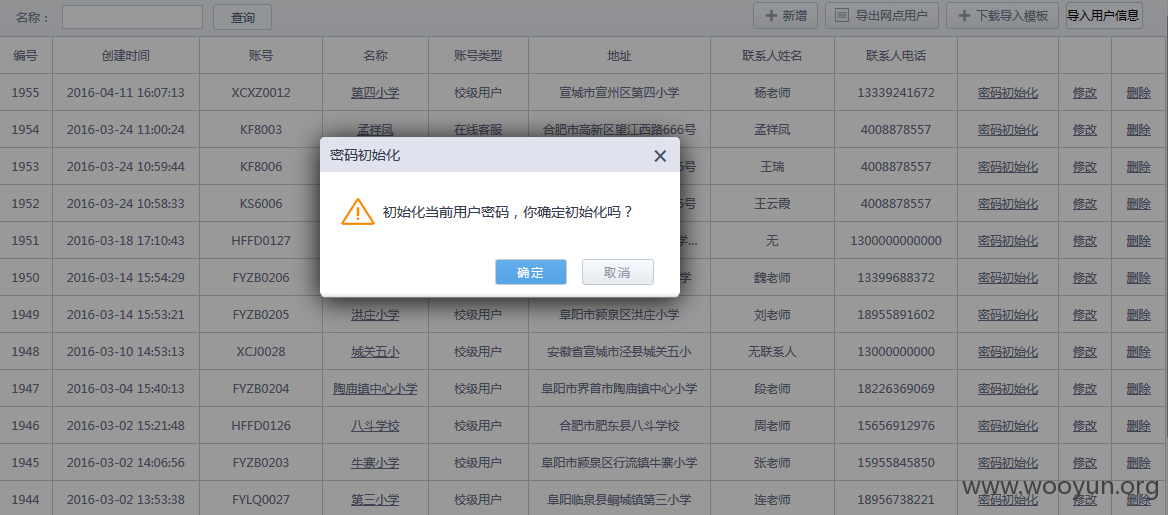 名称： 查询 新增 导出网点用户 下载导入模板 导入用户信息
编号 创建时间 账号 名称 账号类型 地址 联系人姓名 联系人电话
1955 2016-04-11 16:07:13 XCXZ0012 第四小学 校级用户 宣城市宣州区第四小学 杨老师 13339241672 密码初始化 修改 删除
1954 2016-03-24 11:00:24 KF8003 孟祥凤 在线客服 合肥市高新区望江西路666号 孟祥凤 4008878557 密码初始化 修改 删除
密码初始化
1953 2016-03-24 10:59:44 KF8006 6号 王瑞 4008878557 密码初始化 修改 删除
1952 2016-03-24 10:58:33 KS6006 6号 王云霞 4008878557 密码初始化 修改 删除
初始化当前用户密码，你确定初始化吗？
1951 2016-03-18 17:10:43 HFFD0127 学... 无 1300000000000 密码初始化 修改 删除
1950 2016-03-14 15:54:29 FYZB0206 学 魏老师 13399688372 密码初始化 修改 删除
确定 取消
1949 2016-03-14 15:53:21 FYZB0205 洪庄小学 校级用户 阜阳市颍泉区洪庄小学 刘老师 18955891602 密码初始化 修改 删除
1948 2016-03-10 14:53:13 XCJ0028 城关五小 校级用户 安徽省宣城市泾县城关五小 无联系人 13000000000 密码初始化 修改 删除
1947 2016-03-04 15:40:13 FYZB0204 陶庙镇中心小学 校级用户 阜阳市界首市陶庙镇中心小学 段老师 18226369069 密码初始化 修改 删除
1946 2016-03-02 15:21:48 HFFD0126 八斗学校 校级用户 合肥市肥东县八斗学校 周老师 15656912976 密码初始化 修改 删除
1945 2016-03-02 14:06:56 FYZB0203 牛寨小学 校级用户 阜阳市颍泉区行流镇牛寨小学 张老师 15955845850 密码初始化 修改 删除
1944 2016-03-02 13:53:38 FYLQ0027 第三小学 校级用户 阜阳临泉县鲖城镇第三小学 连老师 18956738221 密码初始化 修改 删除
www.wooyun.org